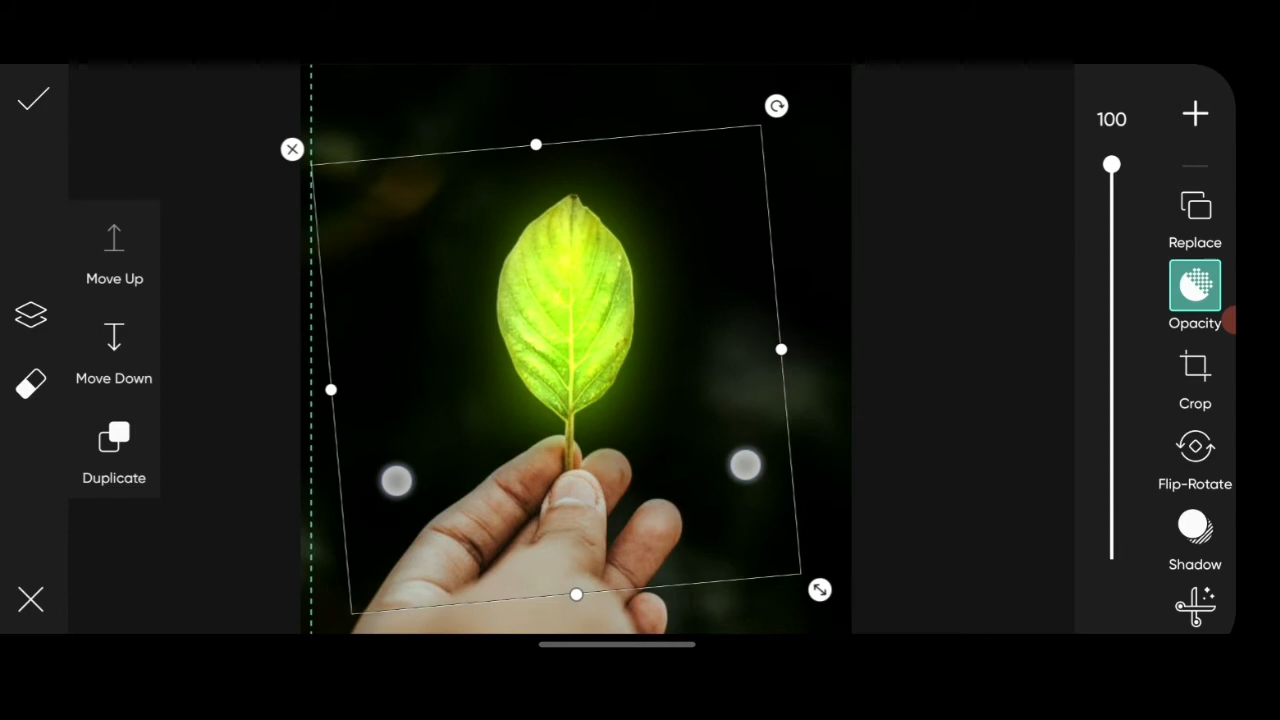 Move Up
Move Down
Duplicate
100
Replace
Opacity
Crop
Flip-Rotate
Shadow